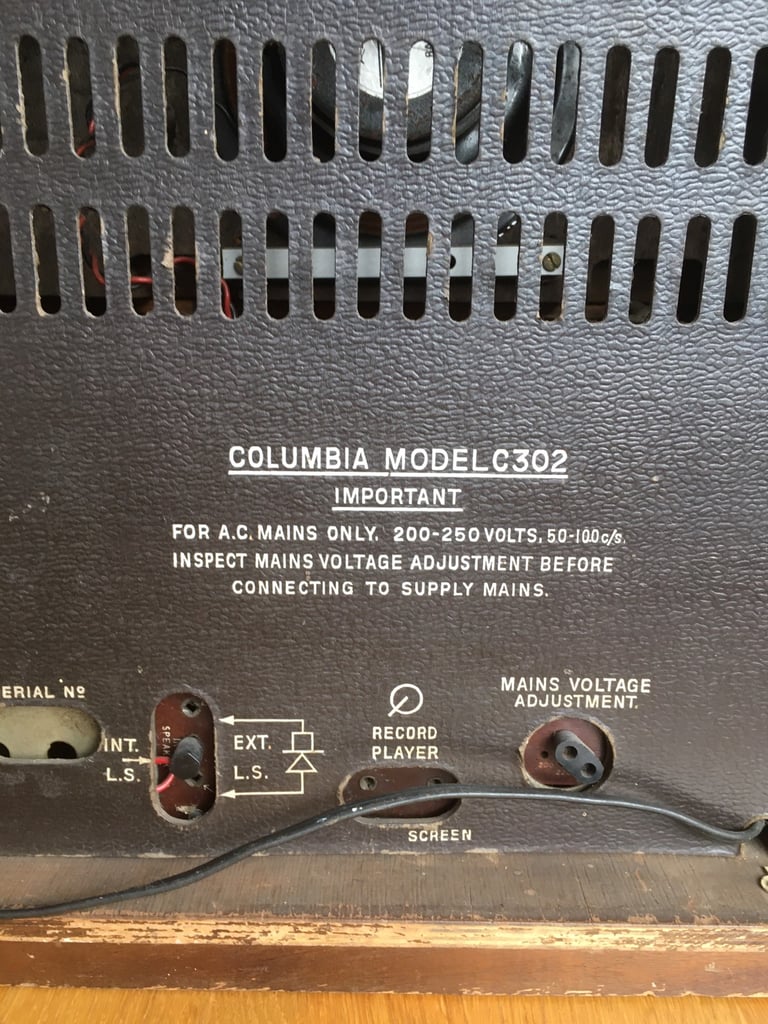 COLUMBIA MODEL C302
IMPORTANT
FOR A.C. MAINS ONLY. 200-250 VOLTS, 50-100 c/s.
INSPECT MAINS VOLTAGE ADJUSTMENT BEFORE
CONNECTING TO SUPPLY MAINS.
ERIAL Nº
INT.
L.S.
EXT.
L.S.
RECORD
PLAYER
SCREEN
MAINS VOLTAGE
ADJUSTMENT.